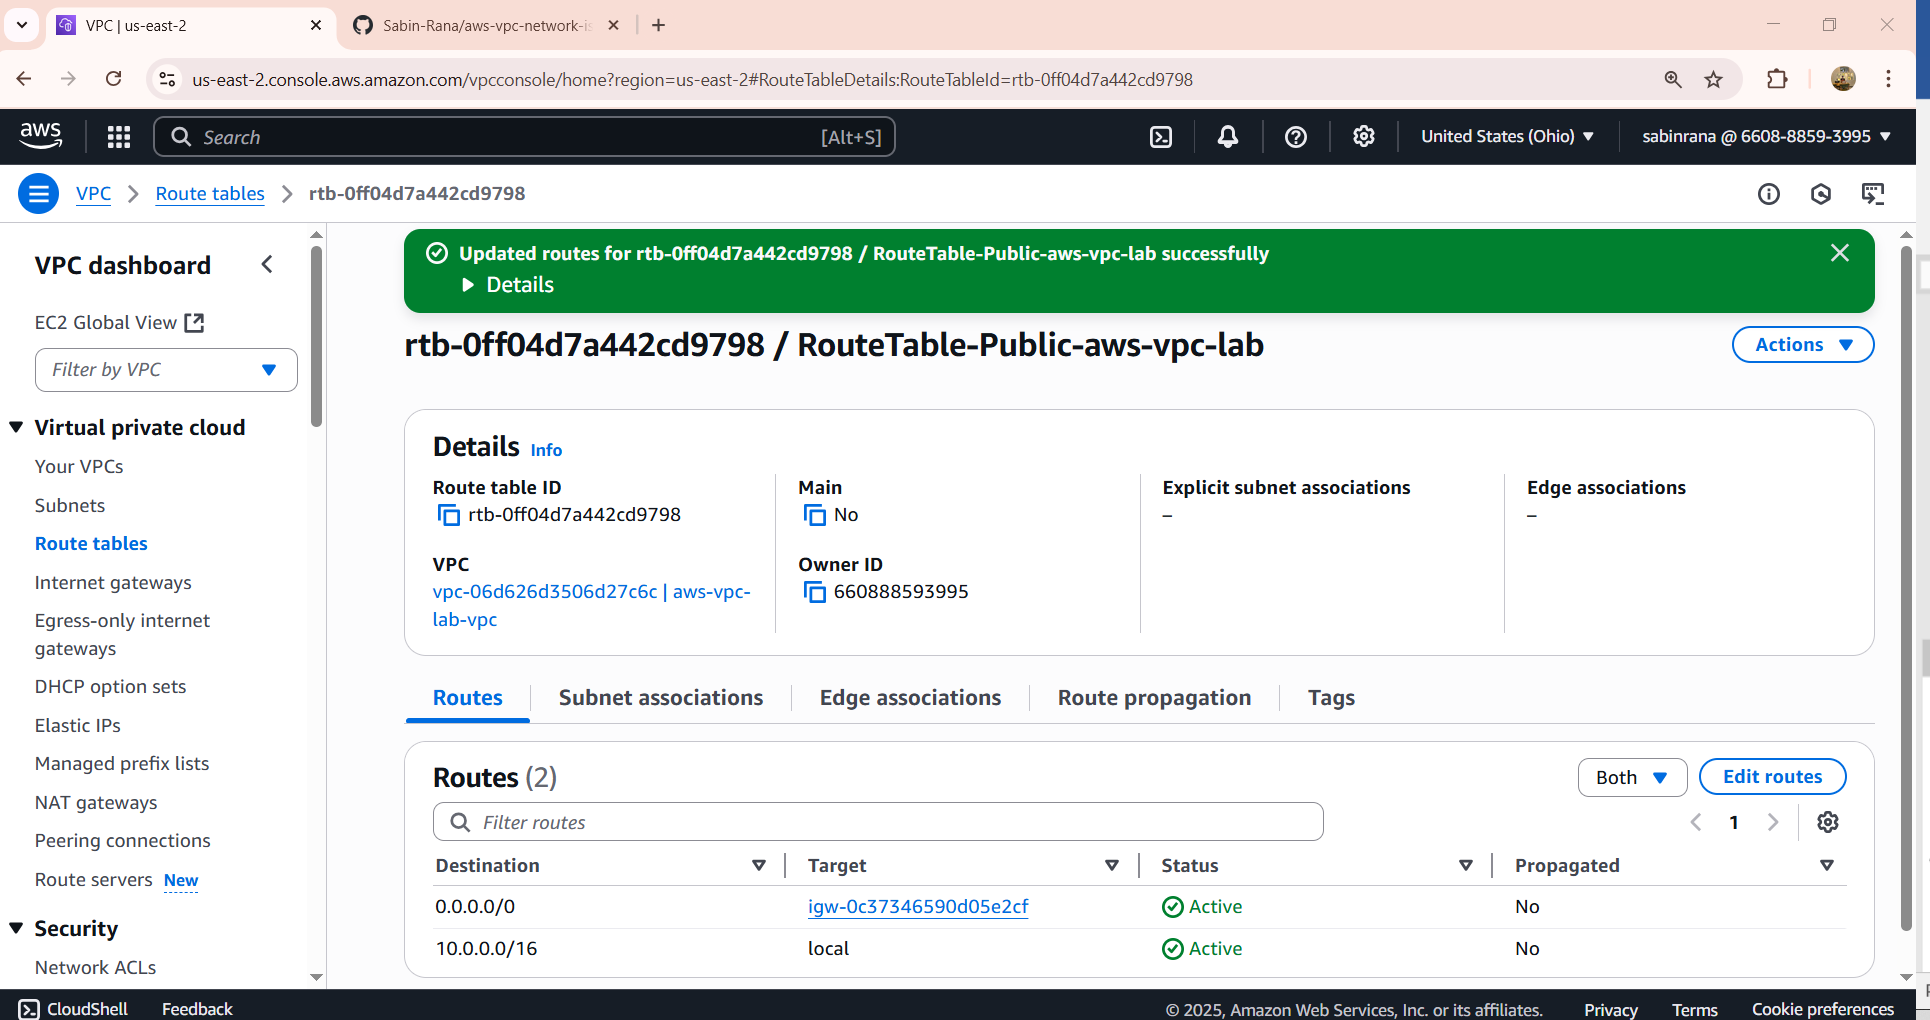 VPC | us-east-2
Sabin-Rana/aws-vpc-network-is
us-east-2.console.aws.amazon.com/vpcconsole/home?region=us-east-2#RouteTableDetails:RouteTableId=rtb-0ff04d7a442cd9798
aws
Search
[Alt+S]
United States (Ohio)
sabinrana @ 6608-8859-3995
VPC
Route tables
rtb-0ff04d7a442cd9798
VPC dashboard
EC2 Global View
Filter by VPC
Virtual private cloud
Your VPCs
Subnets
Route tables
Internet gateways
Egress-only internet
gateways
DHCP option sets
Elastic IPs
Managed prefix lists
NAT gateways
Peering connections
Route servers New
Security
Network ACLs
Updated routes for rtb-0ff04d7a442cd9798 / RouteTable-Public-aws-vpc-lab successfully
Details
rtb-0ff04d7a442cd9798 / RouteTable-Public-aws-vpc-lab
Actions
Details Info
Route table ID
rtb-0ff04d7a442cd9798
Main
No
Explicit subnet associations
–
Edge associations
–
VPC
vpc-06d626d3506d27c6c | aws-vpc-
lab-vpc
Owner ID
660888593995
Routes
Subnet associations
Edge associations
Route propagation
Tags
Routes (2)
Both
Edit routes
Filter routes
1
Destination Target Status Propagated
0.0.0.0/0 igw-0c37346590d05e2cf Active No
10.0.0.0/16 local Active No
CloudShell
Feedback
© 2025, Amazon Web Services, Inc. or its affiliates.
Privacy
Terms
Cookie preferences